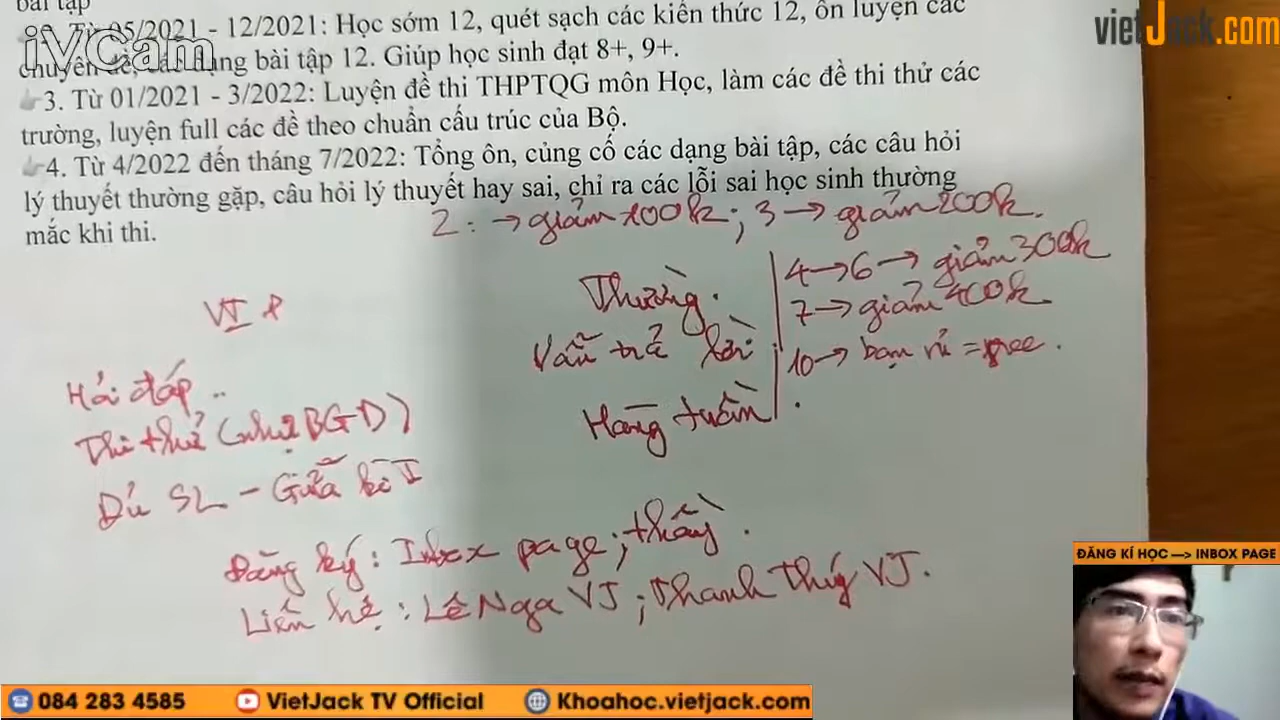 bài tập
Từ 05/2021 - 12/2021: Học sớm 12, quét sạch các kiến thức 12, ôn luyện các
chuyên đề, các dạng bài tập 12. Giúp học sinh đạt 8+, 9+.
3. Từ 01/2021 - 3/2022: Luyện đề thi THPTQG môn Học, làm các đề thi thử các
trường, luyện full các đề theo chuẩn cấu trúc của Bộ.
4. Từ 4/2022 đến tháng 7/2022: Tổng ôn, củng cố các dạng bài tập, các câu hỏi
lý thuyết thường gặp, câu hỏi lý thuyết hay sai, chỉ ra các lỗi sai học sinh thường
mắc khi thi.
iVCam
vietJack.com
2: → giảm 100k; 3 → giảm 200k.
4 → 6 → giảm 300k
7 → giảm 400k
10 → bạn rủ = free.
Thường.
Vẫn trả lời
Hàng tuần
VI
Hỏi đáp..
Thi thử (như BGD)
Đủ SL - Giữa kì I
Đăng ký: Inbox page; thầy.
Liên hệ: Lê Nga VJ; Thanh Thúy VJ.
ĐĂNG KÍ HỌC —> INBOX PAGE
084 283 4585
VietJack TV Official
Khoahoc.vietjack.com